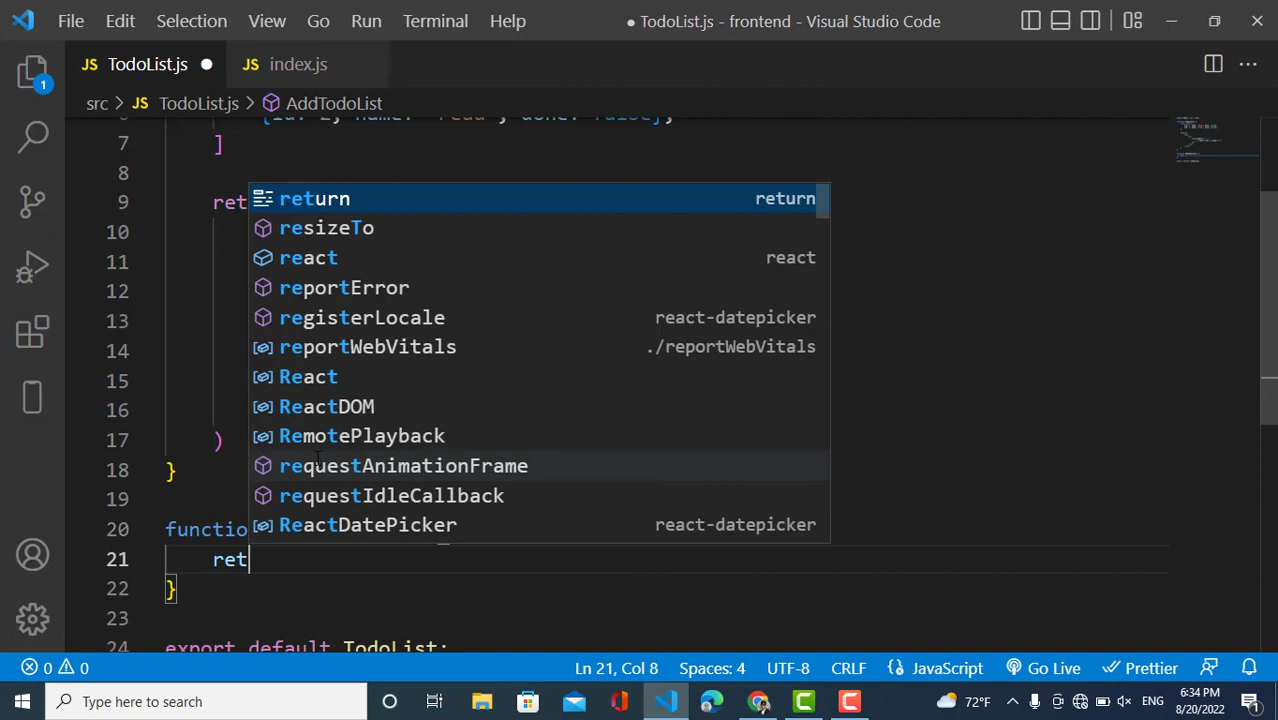 File Edit Selection View Go Run Terminal Help ● TodoList.js - frontend - Visual Studio Code
JS TodoList.js JS index.js
1
src > JS TodoList.js > AddTodoList
7 ]
8
9 ret
10
11
12
13
14
15
16
17 )
18 }
19
20 functio
21 ret
22 }
23
24 export default TodoList;
return return
resizeTo
react react
reportError
registerLocale react-datepicker
reportWebVitals ./reportWebVitals
React
ReactDOM
RemotePlayback
requestAnimationFrame
requestIdleCallback
ReactDatePicker react-datepicker
0 0 Ln 21, Col 8 Spaces: 4 UTF-8 CRLF JavaScript Go Live Prettier
Type here to search 72°F ENG 6:34 PM 8/20/2022 1